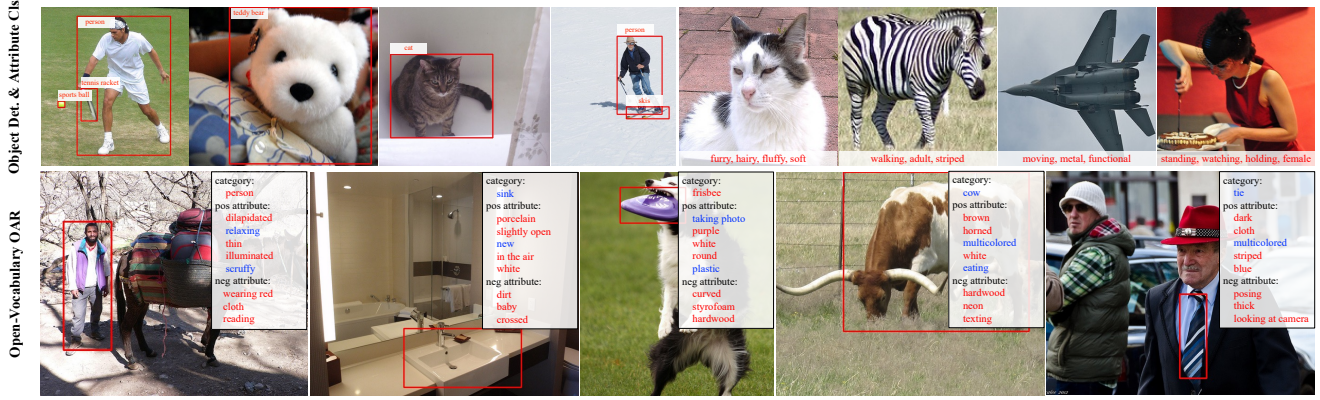 Object Det. & Attribute Cls
person
tennis racket
sports ball
teddy bear
cat
person
skis
furry, hairy, fluffy, soft
walking, adult, striped
moving, metal, functional
standing, watching, holding, female
Open-Vocabulary OAR
category:
person
pos attribute:
dilapidated
relaxing
thin
illuminated
scruffy
neg attribute:
wearing red
cloth
reading
category:
sink
pos attribute:
porcelain
slightly open
new
in the air
white
neg attribute:
dirt
baby
crossed
category:
frisbee
pos attribute:
taking photo
purple
white
round
plastic
neg attribute:
curved
styrofoam
hardwood
category:
cow
pos attribute:
brown
horned
multicolored
white
eating
neg attribute:
hardwood
neon
texting
category:
tie
pos attribute:
dark
cloth
multicolored
striped
blue
neg attribute:
posing
thick
looking at camera